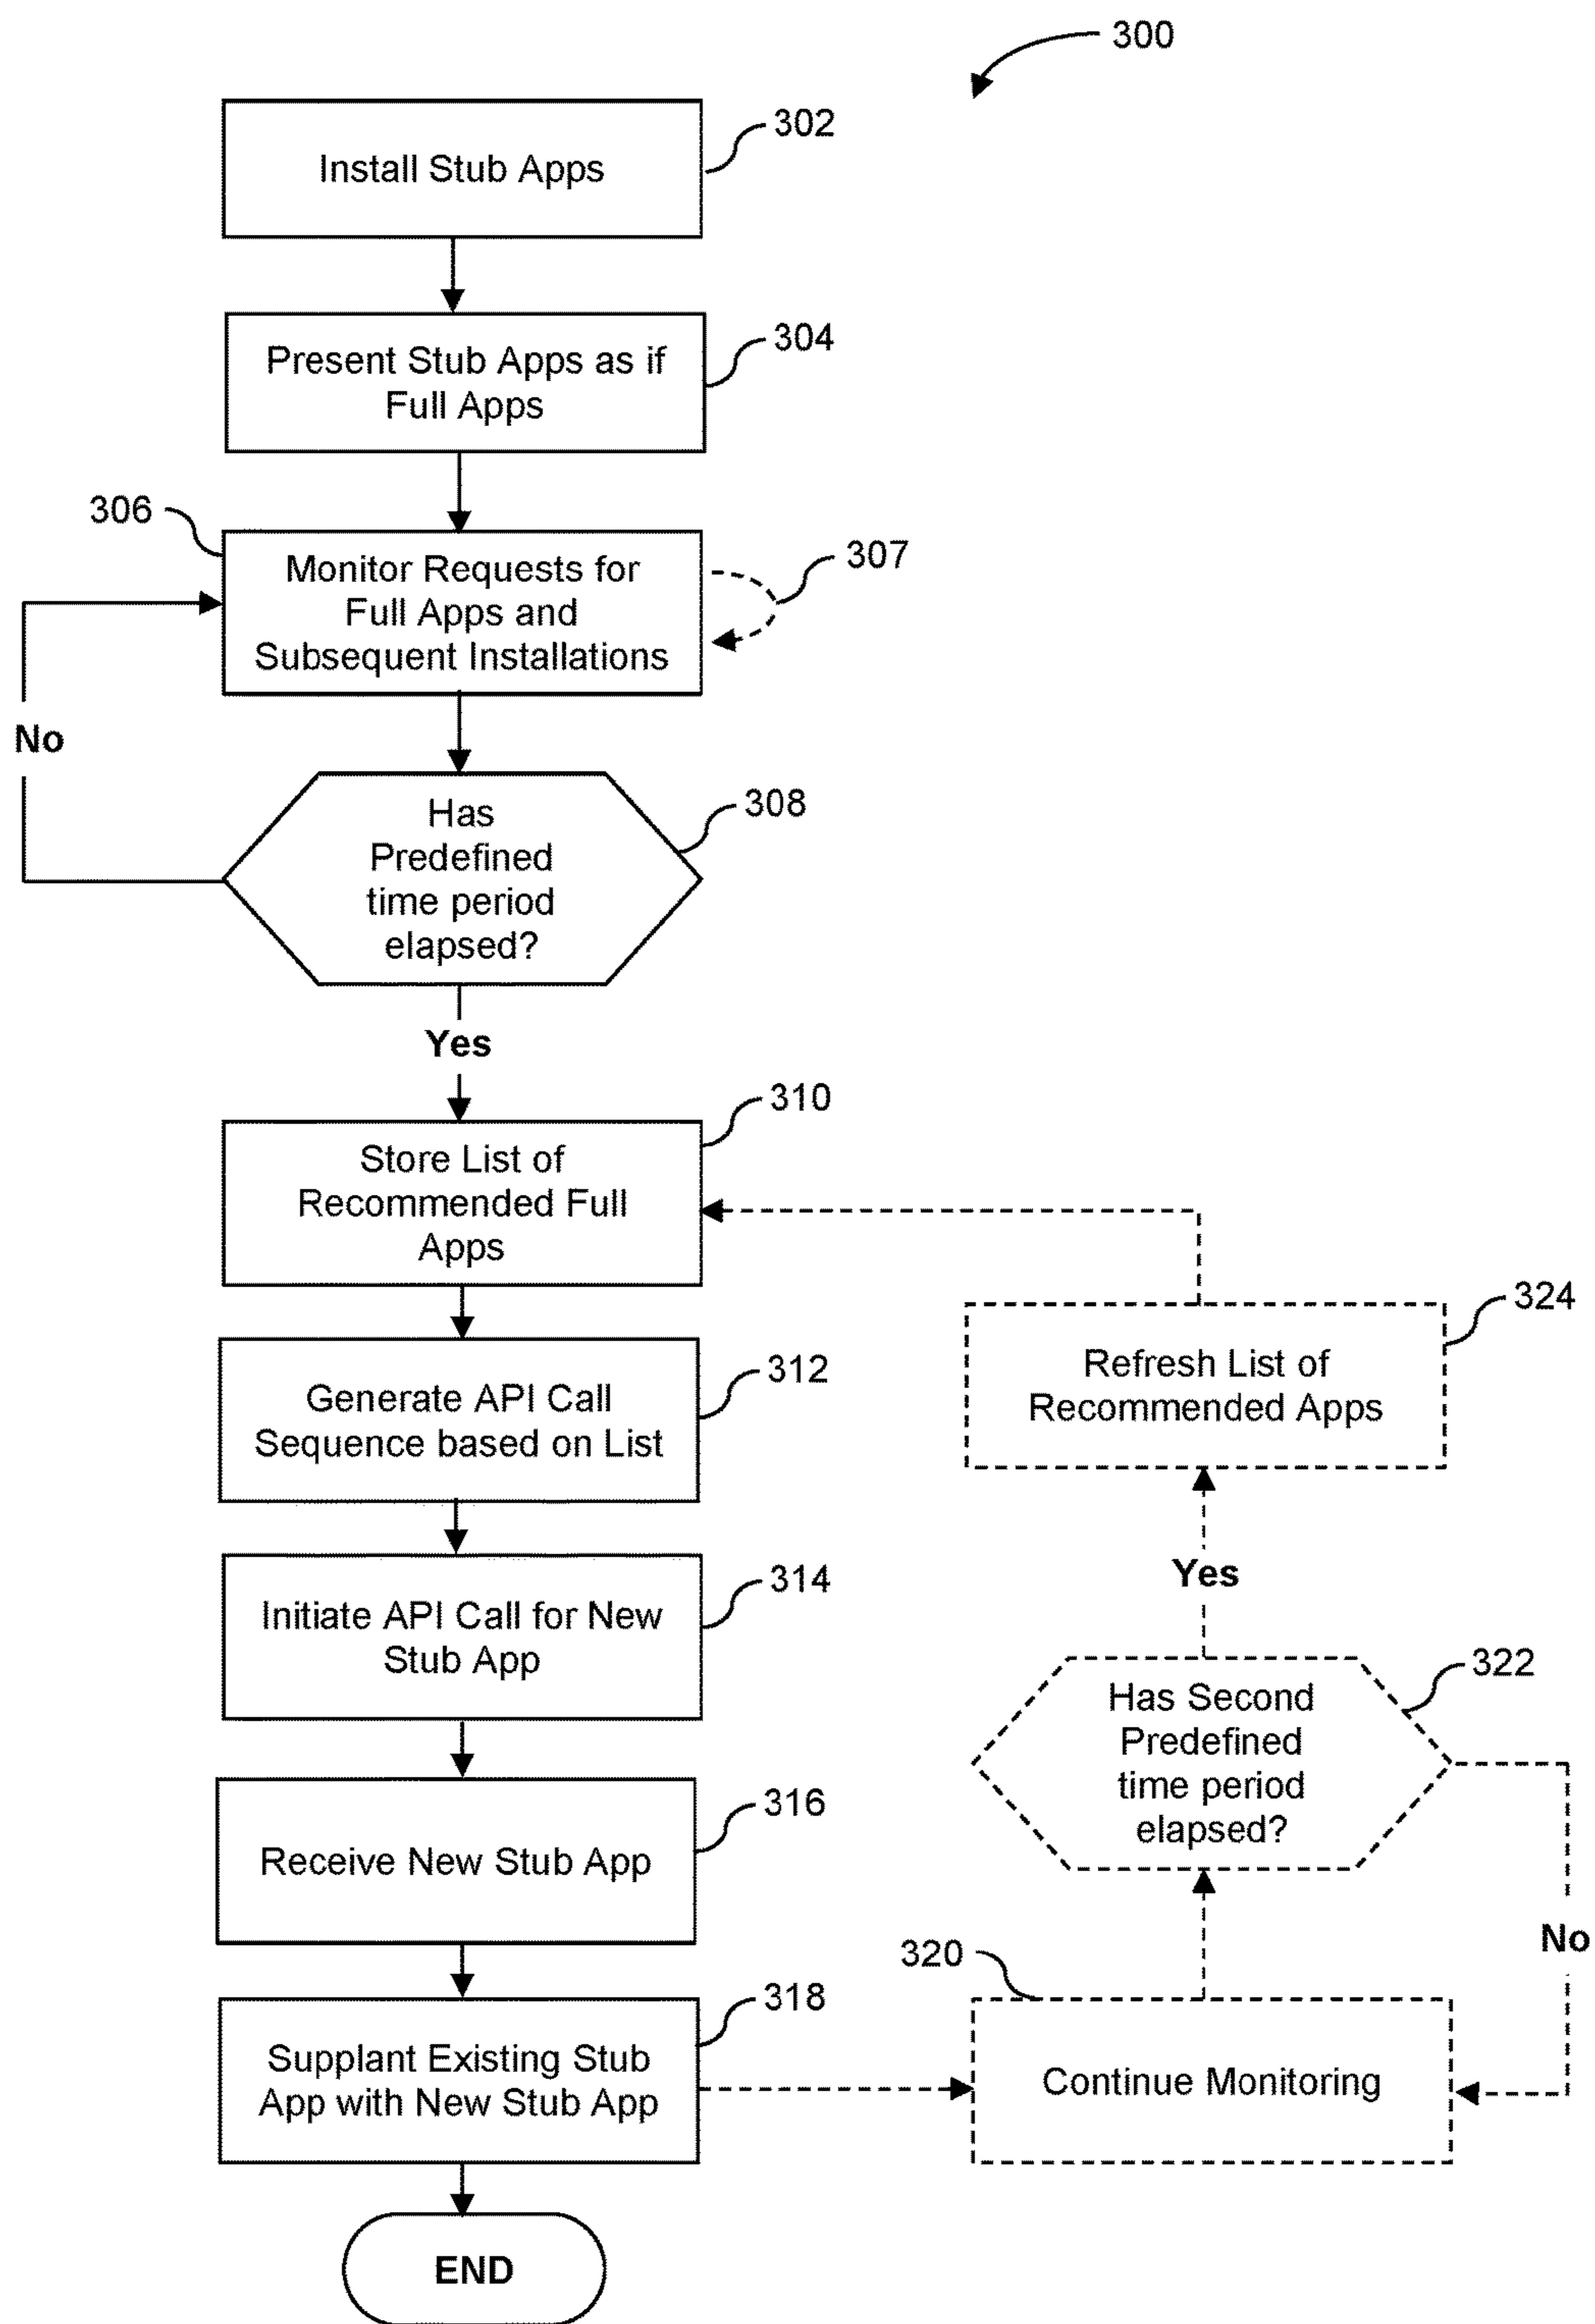 300
302
Install Stub Apps
304
Present Stub Apps as if
Full Apps
306
307
Monitor Requests for
Full Apps and
Subsequent Installations
No
308
Has
Predefined
time period
elapsed?
Yes
310
Store List of
Recommended Full
Apps
312
Generate API Call
Sequence based on List
314
Initiate API Call for New
Stub App
316
Receive New Stub App
318
Supplant Existing Stub
App with New Stub App
END
320
Continue Monitoring
322
Has Second
Predefined
time period
elapsed?
No
Yes
324
Refresh List of
Recommended Apps